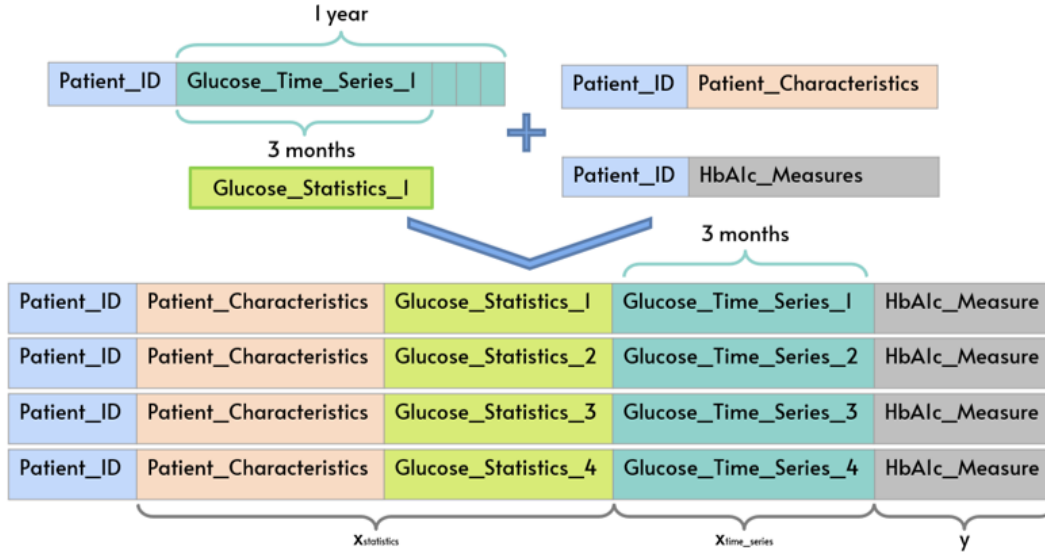 1 year
Patient_ID Glucose_Time_Series_1
Patient_ID Patient_Characteristics
3 months
Glucose_Statistics_1
Patient_ID HbA1c_Measures
3 months
Patient_ID Patient_Characteristics Glucose_Statistics_1 Glucose_Time_Series_1 HbA1c_Measure
Patient_ID Patient_Characteristics Glucose_Statistics_2 Glucose_Time_Series_2 HbA1c_Measure
Patient_ID Patient_Characteristics Glucose_Statistics_3 Glucose_Time_Series_3 HbA1c_Measure
Patient_ID Patient_Characteristics Glucose_Statistics_4 Glucose_Time_Series_4 HbA1c_Measure
xstatistics xtime_series y